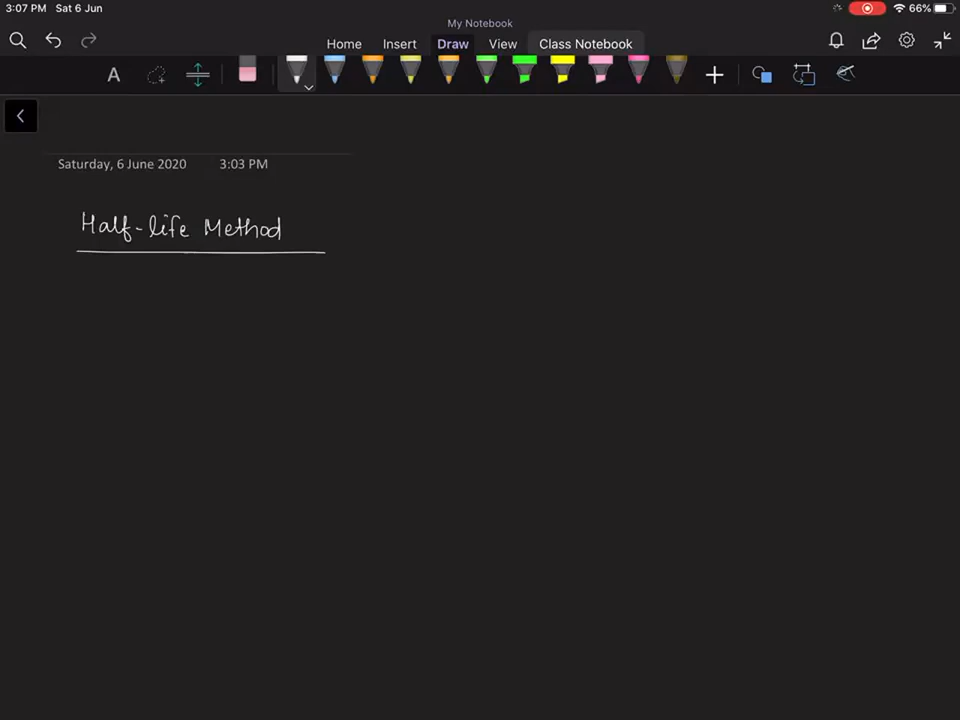 3:07 PM Sat 6 Jun 66%
My Notebook
Home Insert Draw View Class Notebook
A
Saturday, 6 June 2020 3:03 PM
Half-life Method